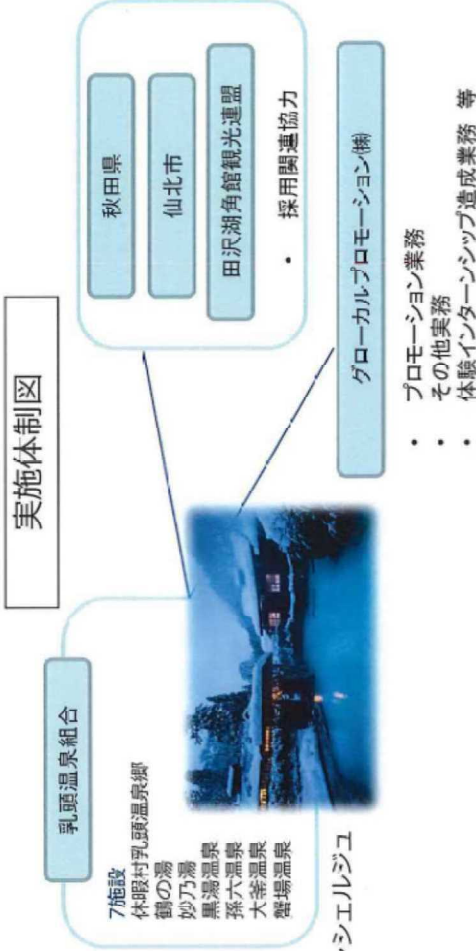 実施体制図
乳頭温泉組合
7施設
休暇村乳頭温泉郷
鶴の湯
妙乃湯
黒湯温泉
孫六温泉
大釜温泉
蟹場温泉
シェルジュ
秋田県
仙北市
田沢湖角館観光連盟
・ 採用関連協力
グローカルプロモーション(株)
・ プロモーション業務
・ その他実務
・ 体験インターンシップ造成業務 等